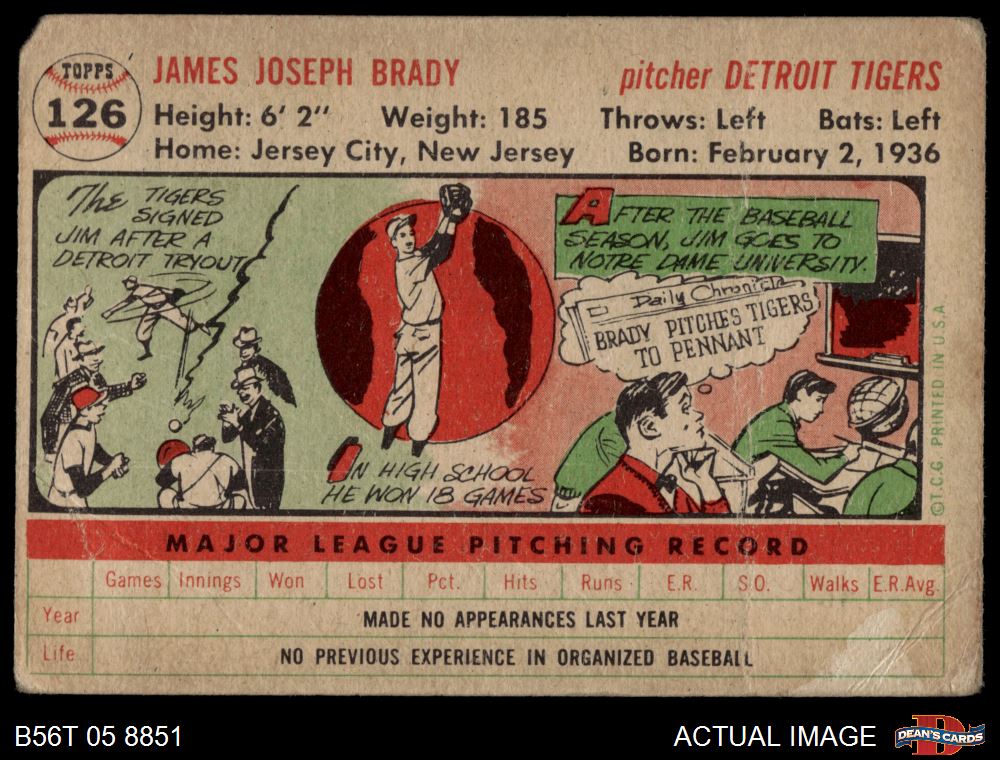 TOPPS
126
JAMES JOSEPH BRADY
pitcher DETROIT TIGERS
Height: 6' 2" Weight: 185 Throws: Left Bats: Left
Home: Jersey City, New Jersey Born: February 2, 1936
The TIGERS
SIGNED
JIM AFTER A
DETROIT TRYOUT
IN HIGH SCHOOL
HE WON 18 GAMES
AFTER THE BASEBALL
SEASON, JIM GOES TO
NOTRE DAME UNIVERSITY.
Daily Chronicle
BRADY PITCHES TIGERS
TO PENNANT
© T.C.G. PRINTED IN U.S.A
MAJOR LEAGUE PITCHING RECORD
Games Innings Won Lost Pct. Hits Runs E.R. S.O. Walks E.R.Avg.
Year MADE NO APPEARANCES LAST YEAR
Life NO PREVIOUS EXPERIENCE IN ORGANIZED BASEBALL
B56T 05 8851
ACTUAL IMAGE
D
DEAN'S CARDS